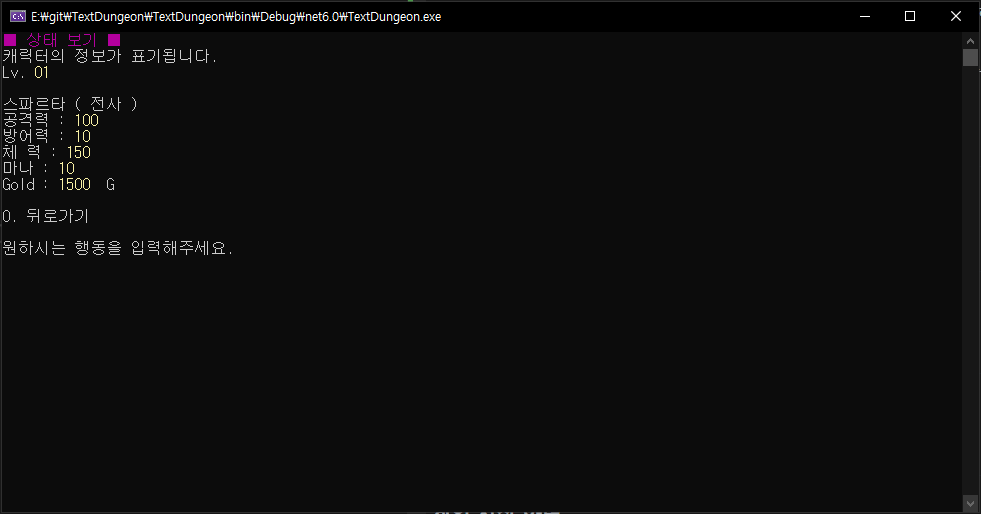 E:₩git₩TextDungeon₩TextDungeon₩bin₩Debug₩net6.0₩TextDungeon.exe
■ 상태 보기 ■
캐릭터의 정보가 표기됩니다.
Lv. 01
스파르타 ( 전사 )
공격력 : 100
방어력 : 10
체 력 : 150
마나 : 10
Gold : 1500 G
0. 뒤로가기
원하시는 행동을 입력해주세요.